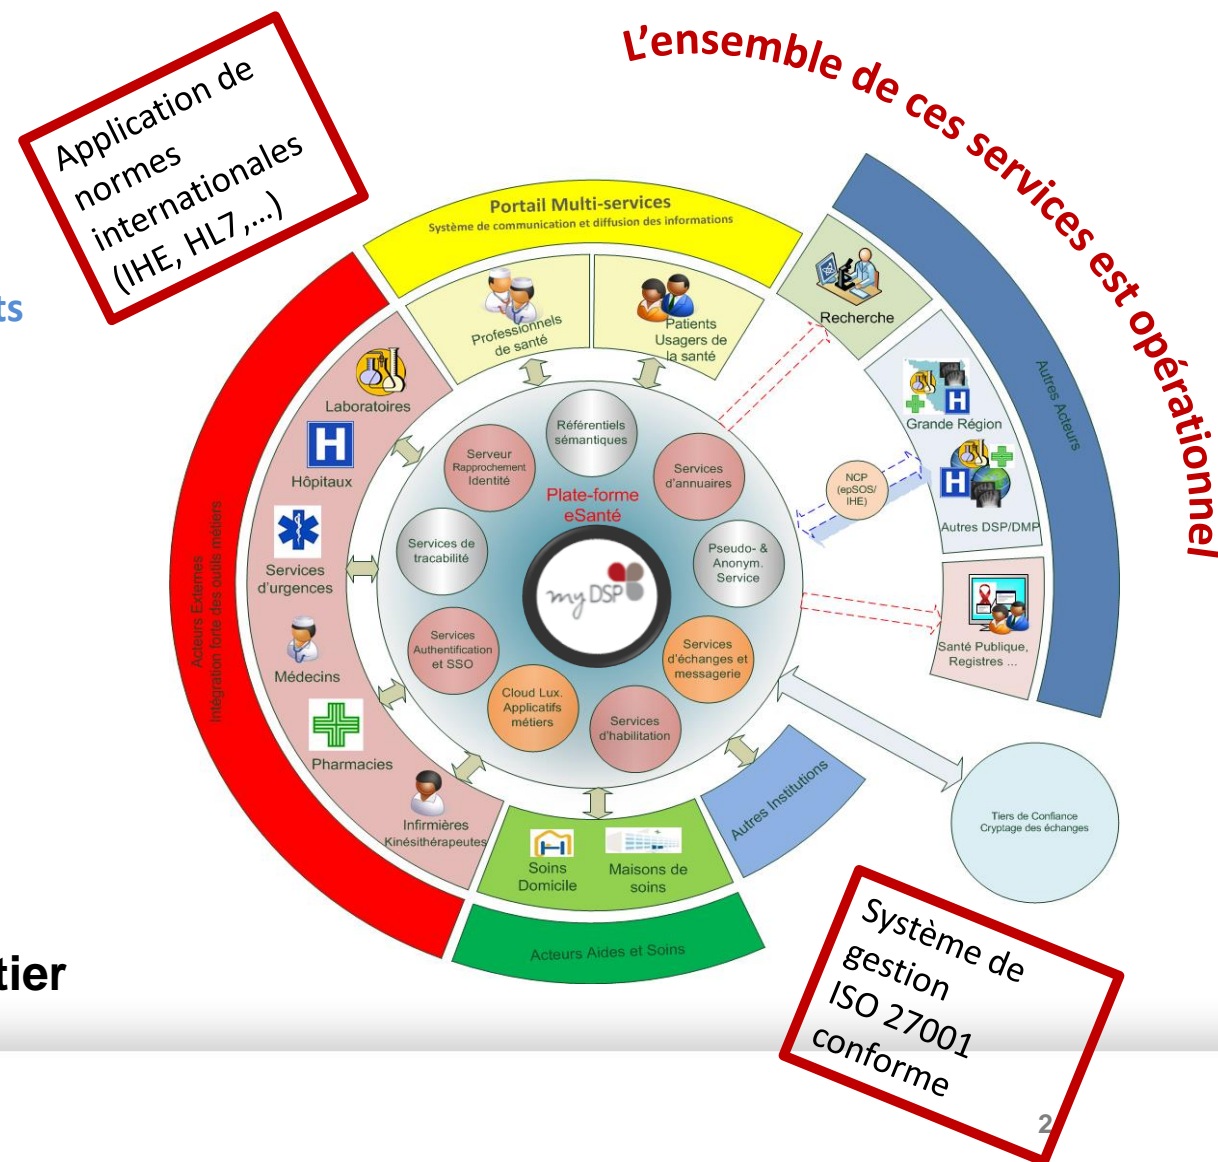 L'ensemble de ces services est opérationnel
Application de
normes
internationales
(IHE, HL7,...)
ts
Portail Multi-services
Système de communication et diffusion des informations
Professionnels
de santé
Patients
Usagers de
la santé
Recherche
Autres Acteurs
Grande Région
Autres DSP/DMP
NCP
(epSOS/
IHE)
Santé Publique,
Registres ...
Acteurs Externes
Intégration forte des outils métiers
Laboratoires
Hôpitaux
Services
d'urgences
Médecins
Pharmacies
Infirmières
Kinésithérapeutes
Référentiels
sémantiques
Serveur
Rapprochement
Identité
Services
d'annuaires
Plate-forme
eSanté
Services de
tracabilité
Pseudo- &
Anonym.
Service
my DSP
Services
Authentification
et SSO
Services
d'échanges et
messagerie
Cloud Lux.
Applicatifs
métiers
Services
d'habilitation
Autres Institutions
Tiers de Confiance
Cryptage des échanges
Soins
Domicile
Maisons de
soins
Acteurs Aides et Soins
tier
Système de
gestion
ISO 27001
conforme
2